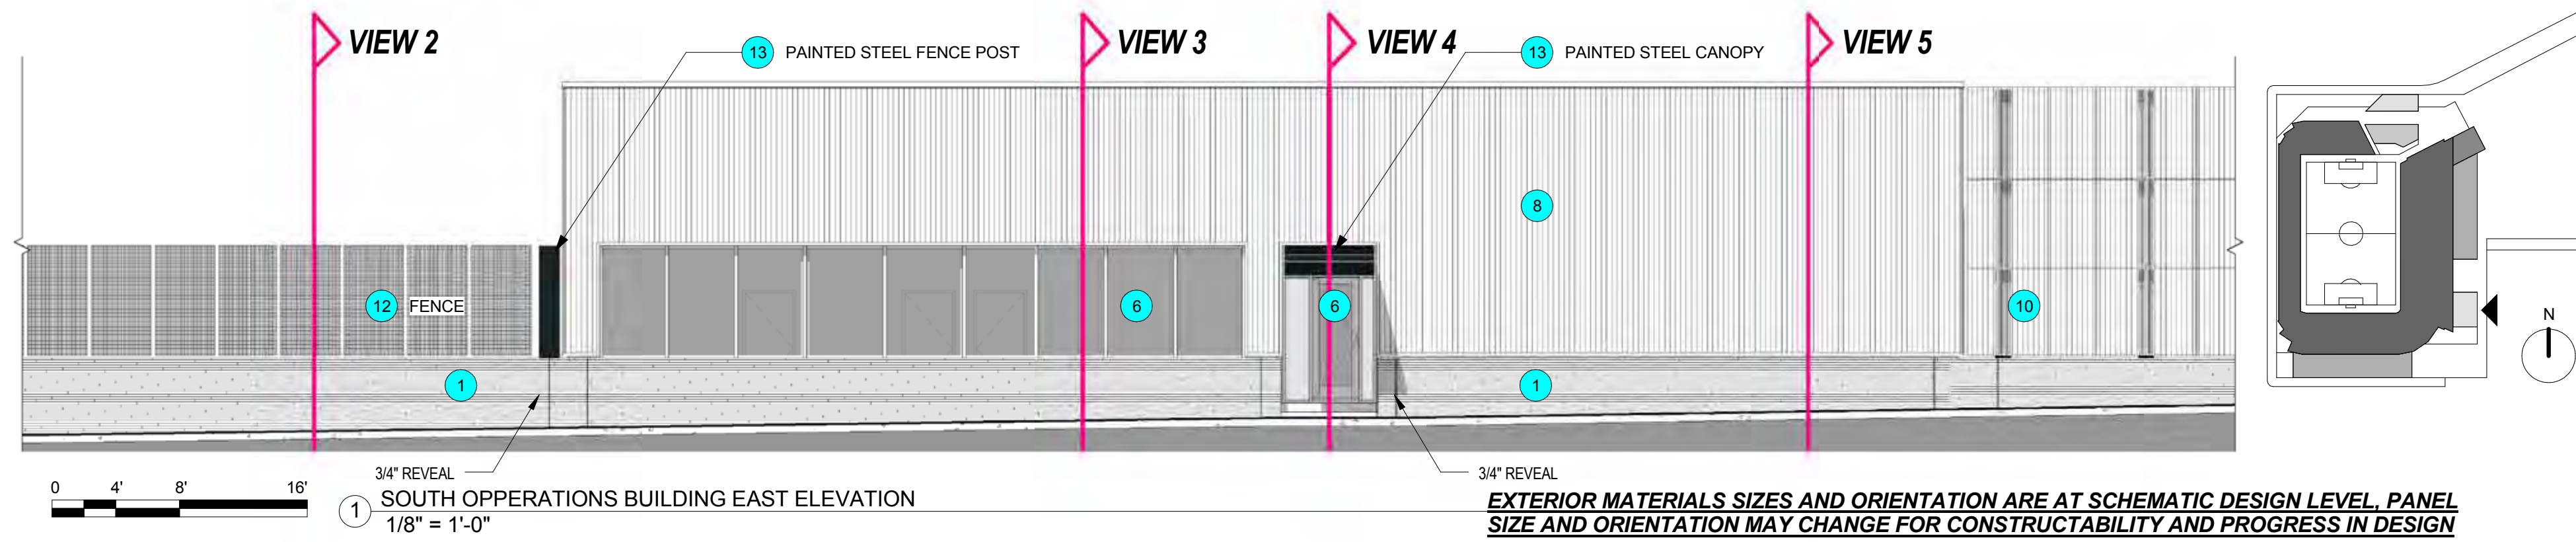 VIEW 2
13 PAINTED STEEL FENCE POST
VIEW 3
VIEW 4
13 PAINTED STEEL CANOPY
VIEW 5
8
12 FENCE
6
6
10
N
1
1
3/4" REVEAL
3/4" REVEAL
0 4' 8' 16'
1 SOUTH OPPERATIONS BUILDING EAST ELEVATION
1/8" = 1'-0"
EXTERIOR MATERIALS SIZES AND ORIENTATION ARE AT SCHEMATIC DESIGN LEVEL, PANEL
SIZE AND ORIENTATION MAY CHANGE FOR CONSTRUCTABILITY AND PROGRESS IN DESIGN